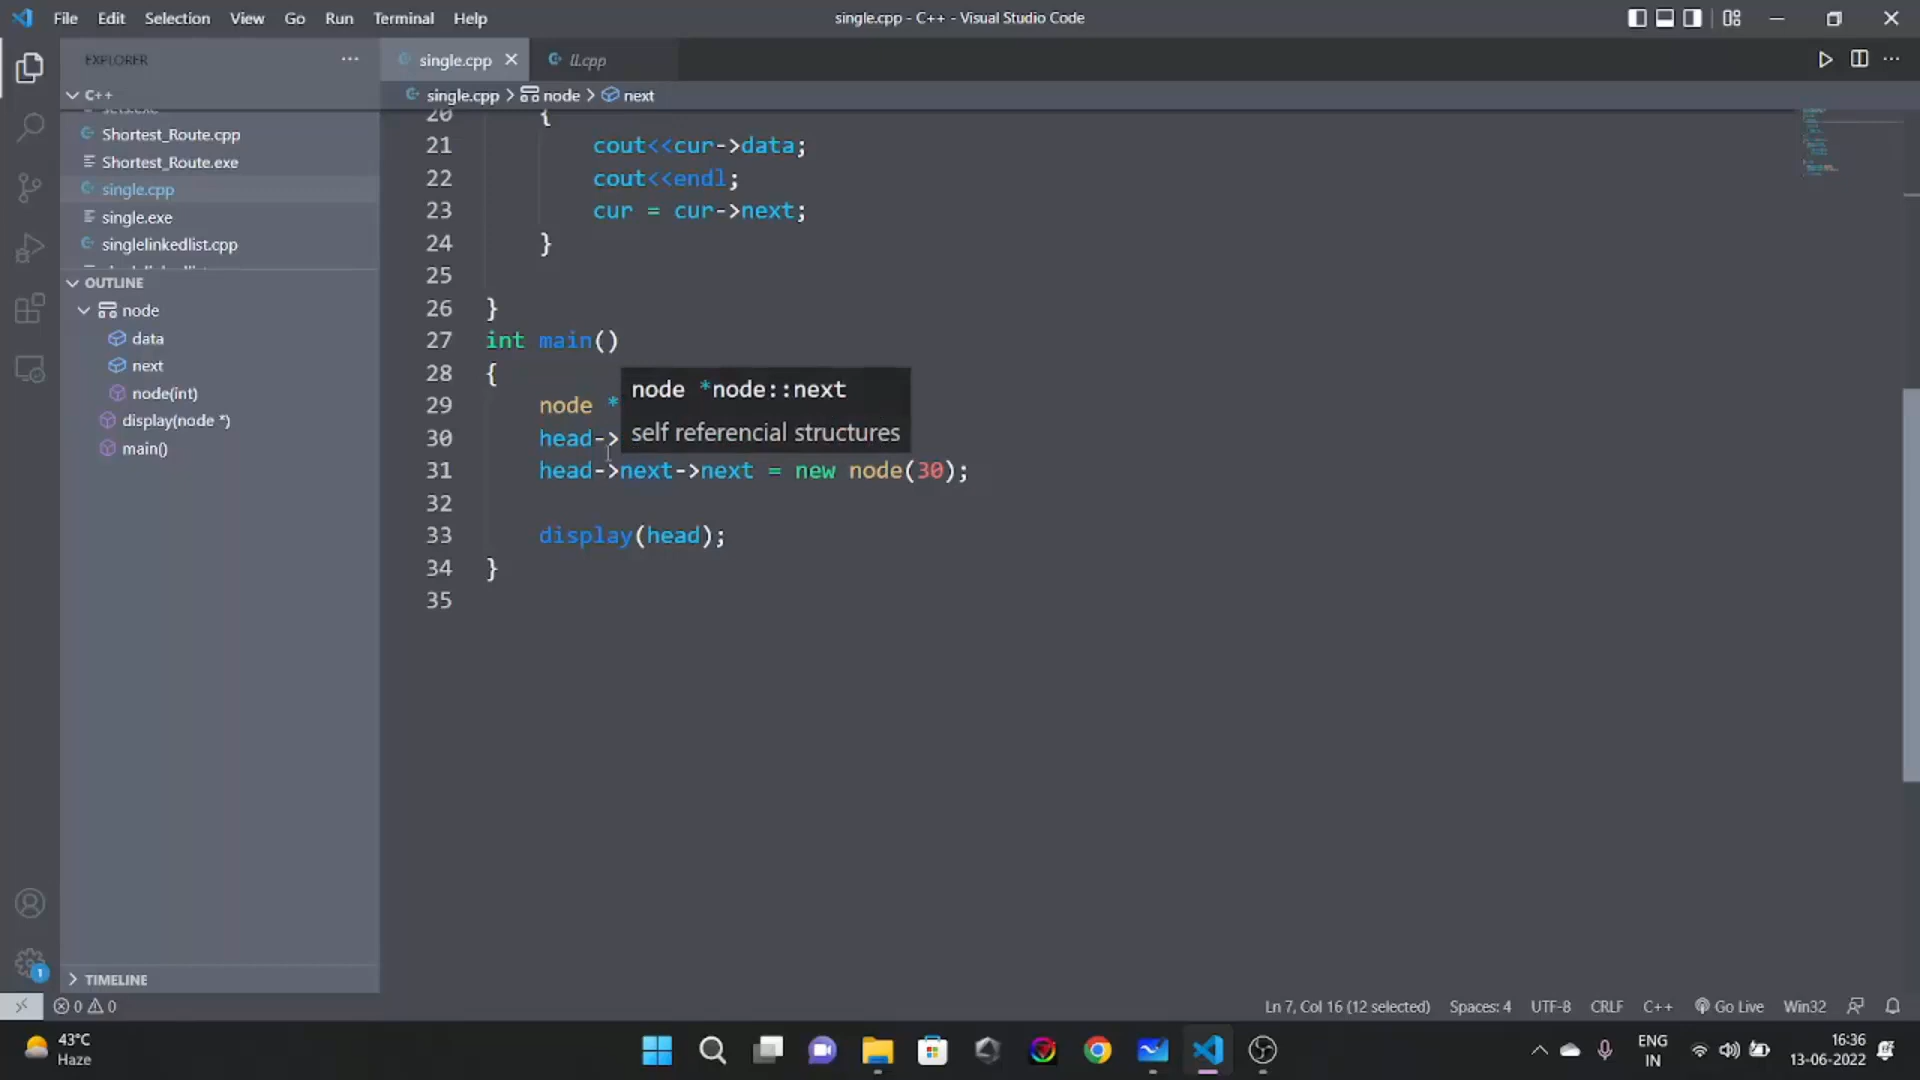 File Edit Selection View Go Run Terminal Help
single.cpp - C++ - Visual Studio Code
EXPLORER
C++
sets.exe
Shortest_Route.cpp
Shortest_Route.exe
single.cpp
single.exe
singlelinkedlist.cpp
OUTLINE
node
data
next
node(int)
display(node *)
main()
TIMELINE
single.cpp ll.cpp
single.cpp > node > next
20 {
21 cout<<cur->data;
22 cout<<endl;
23 cur = cur->next;
24 }
25
26 }
27 int main()
28 {
29 node *
30 head->
31 head->next->next = new node(30);
32
33 display(head);
34 }
35
node *node::next
self referencial structures
1
0 0
Ln 7, Col 16 (12 selected) Spaces: 4 UTF-8 CRLF C++ Go Live Win32
43°C
Haze
ENG
IN
16:36
13-06-2022